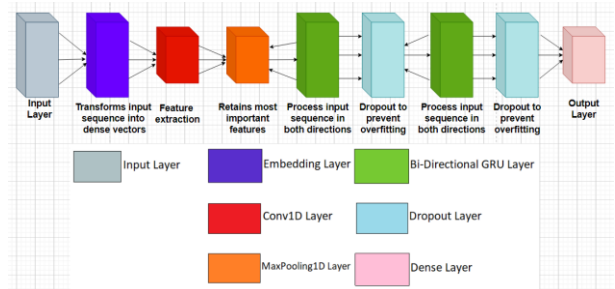 Input
Layer
Transforms input
sequence into
dense vectors
Feature
extraction
Retains most
important
features
Process input
sequence in
both directions
Dropout to
prevent
overfitting
Process input
sequence in
both directions
Dropout to
prevent
overfitting
Output
Layer
Input Layer
Embedding Layer
Bi-Directional GRU Layer
Conv1D Layer
Dropout Layer
MaxPooling1D Layer
Dense Layer